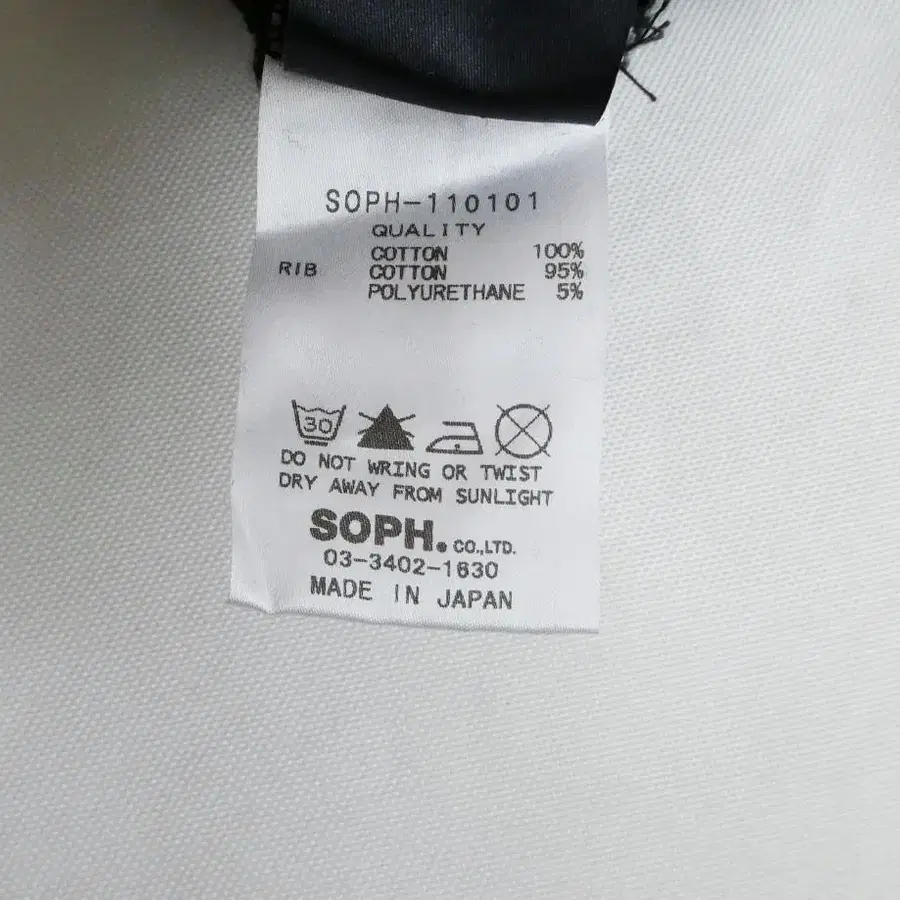 SOPH-110101
QUALITY
COTTON 100%
RIB COTTON 95%
POLYURETHANE 5%
30
DO NOT WRING OR TWIST
DRY AWAY FROM SUNLIGHT
SOPH. CO.,LTD.
03-3402-1630
MADE IN JAPAN